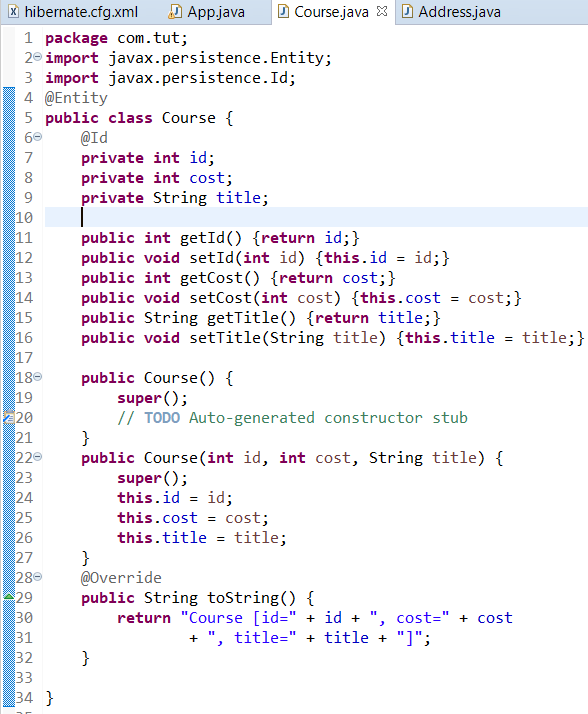 hibernate.cfg.xml App.java Course.java Address.java
1 package com.tut;
2 import javax.persistence.Entity;
3 import javax.persistence.Id;
4 @Entity
5 public class Course {
6     @Id
7     private int id;
8     private int cost;
9     private String title;
10
11     public int getId() {return id;}
12     public void setId(int id) {this.id = id;}
13     public int getCost() {return cost;}
14     public void setCost(int cost) {this.cost = cost;}
15     public String getTitle() {return title;}
16     public void setTitle(String title) {this.title = title;}
17
18     public Course() {
19         super();
20         // TODO Auto-generated constructor stub
21     }
22     public Course(int id, int cost, String title) {
23         super();
24         this.id = id;
25         this.cost = cost;
26         this.title = title;
27     }
28     @Override
29     public String toString() {
30         return "Course [id=" + id + ", cost=" + cost
31                 + ", title=" + title + "]";
32     }
33
34 }